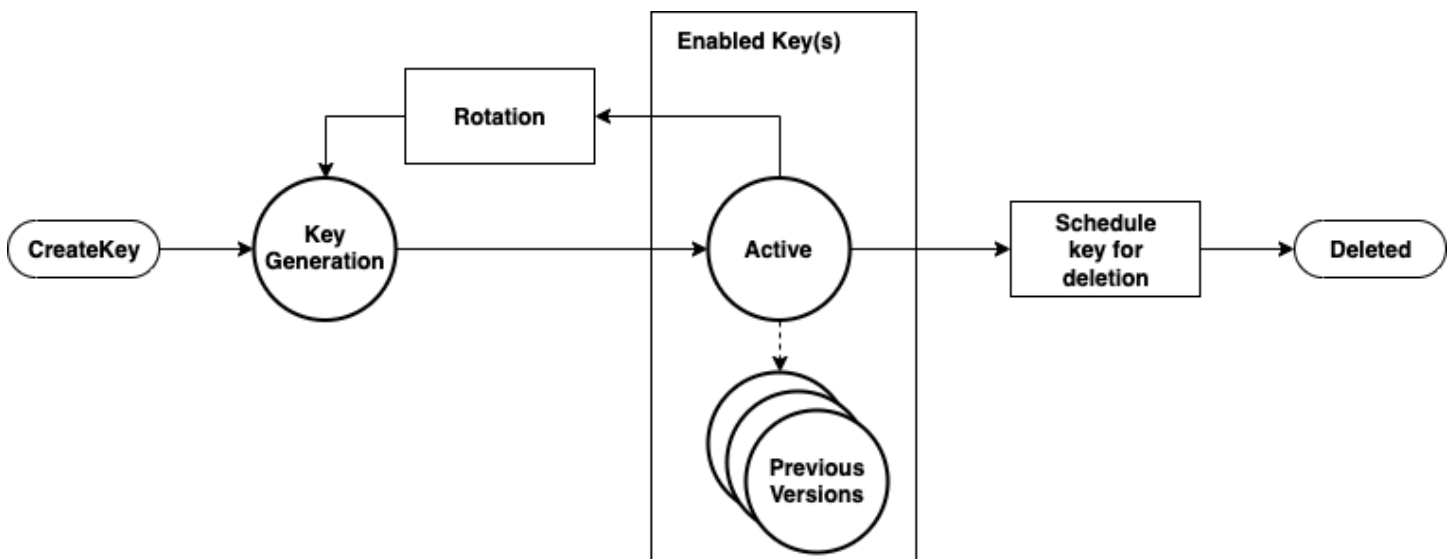 Enabled Key(s)
Rotation
CreateKey
Key
Generation
Active
Schedule
key for
deletion
Deleted
Previous
Versions